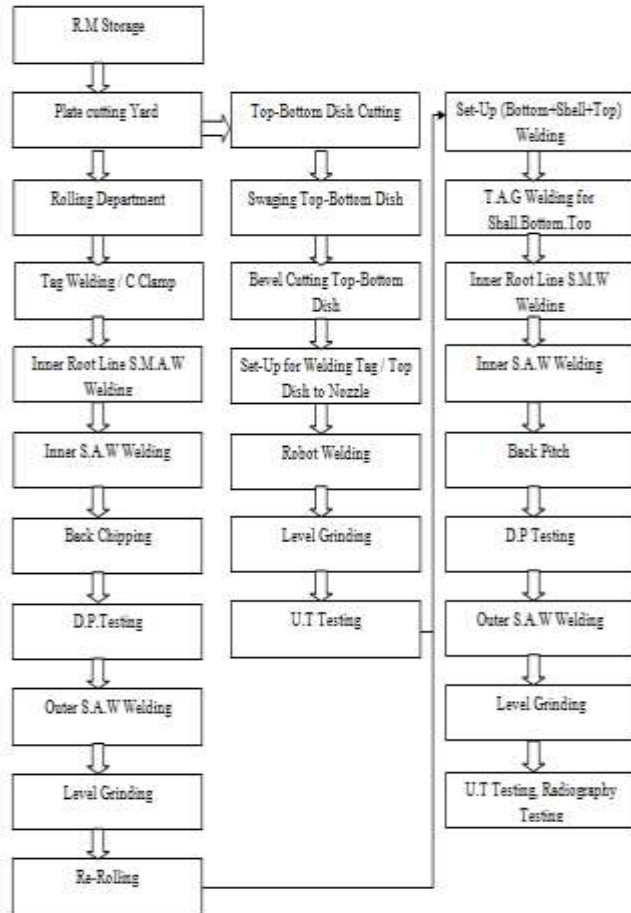 R.M Storage
Plate cutting Yard
Rolling Department
Tag Welding / C Clamp
Inner Root Line S.M.A.W
Welding
Inner S.A.W Welding
Back Chipping
D.P.Testing
Outer S.A.W Welding
Level Grinding
Re-Rolling
Top-Bottom Dish Cutting
Swaging Top-Bottom Dish
Bevel Cutting Top-Bottom
Dish
Set-Up for Welding Tag / Top
Dish to Nozzle
Robot Welding
Level Grinding
U.T Testing
Set-Up (Bottom+Shell+Top)
Welding
T.A.G Welding for
Shall.Bottom.Top
Inner Root Line S.M.W
Welding
Inner S.A.W Welding
Back Pitch
D.P Testing
Outer S.A.W Welding
Level Grinding
U.T Testing, Radiography
Testing